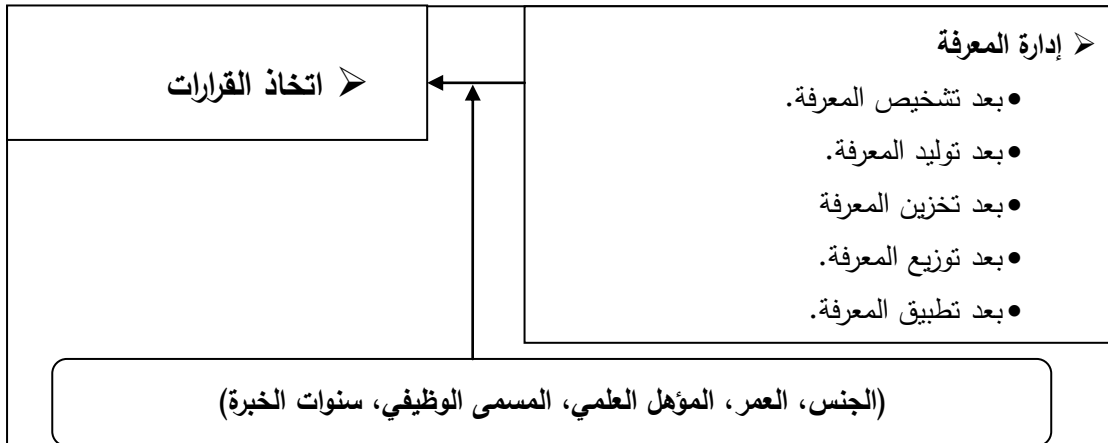 ➢ إدارة المعرفة
• بعد تشخيص المعرفة.
• بعد توليد المعرفة.
• بعد تخزين المعرفة
• بعد توزيع المعرفة.
• بعد تطبيق المعرفة.
➢ اتخاذ القرارات
(الجنس، العمر، المؤهل العلمي، المسمى الوظيفي، سنوات الخبرة)